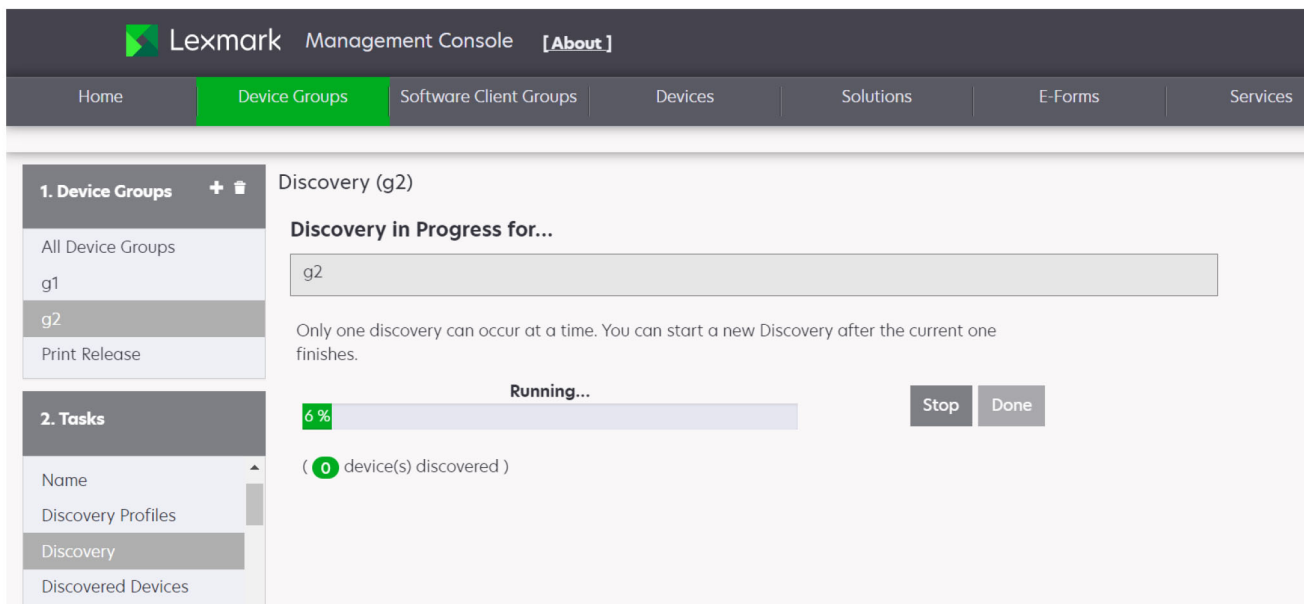 Lexmark Management Console [About]
Home Device Groups Software Client Groups Devices Solutions E-Forms Services
1. Device Groups
All Device Groups
g1
g2
Print Release
2. Tasks
Name
Discovery Profiles
Discovery
Discovered Devices
Discovery (g2)
Discovery in Progress for...
g2
Only one discovery can occur at a time. You can start a new Discovery after the current one
finishes.
Running...
6 %
Stop Done
( 0 device(s) discovered )